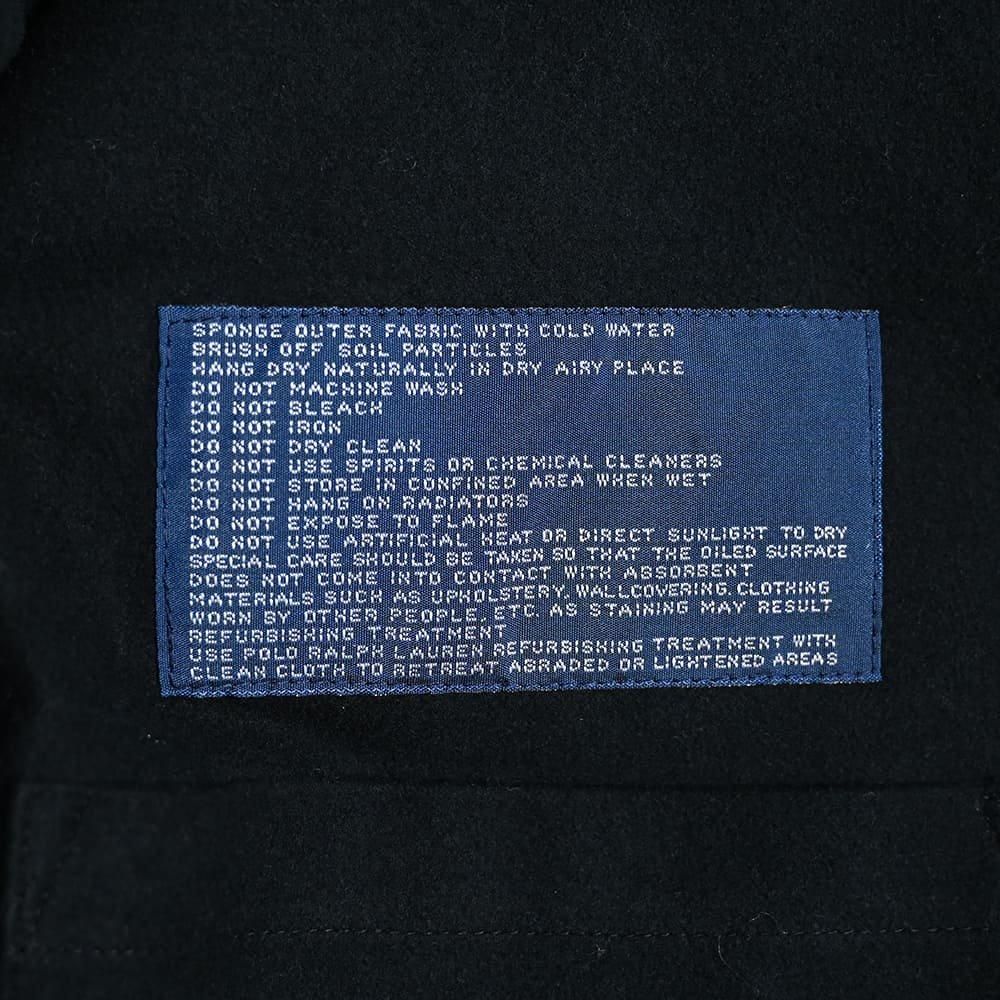 SPONGE OUTER FABRIC WITH COLD WATER
BRUSH OFF SOIL PARTICLES
HANG DRY NATURALLY IN DRY AIRY PLACE
DO NOT MACHINE WASH
DO NOT BLEACH
DO NOT IRON
DO NOT DRY CLEAN
DO NOT USE SPIRITS OR CHEMICAL CLEANERS
DO NOT STORE IN CONFINED AREA WHEN WET
DO NOT HANG ON RADIATORS
DO NOT EXPOSE TO FLAME
DO NOT USE ARTIFICIAL HEAT OR DIRECT SUNLIGHT TO DRY
SPECIAL CARE SHOULD BE TAKEN SO THAT THE OILED SURFACE
DOES NOT COME INTO CONTACT WITH ABSORBENT
MATERIALS SUCH AS UPHOLSTERY, WALLCOVERING, CLOTHING
WORN BY OTHER PEOPLE, ETC. AS STAINING MAY RESULT
REFURBISHING TREATMENT
USE POLO RALPH LAUREN REFURBISHING TREATMENT WITH
CLEAN CLOTH TO RETREAT ABRADED OR LIGHTENED AREAS